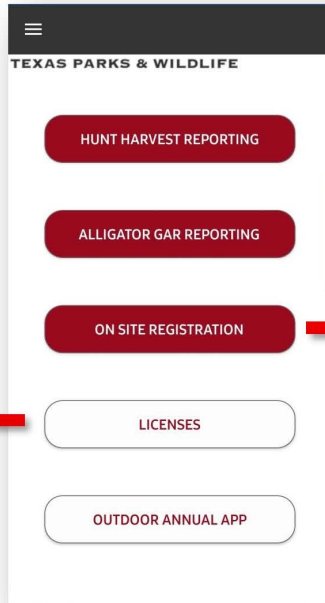 TEXAS PARKS & WILDLIFE
HUNT HARVEST REPORTING
ALLIGATOR GAR REPORTING
ON SITE REGISTRATION
LICENSES
OUTDOOR ANNUAL APP